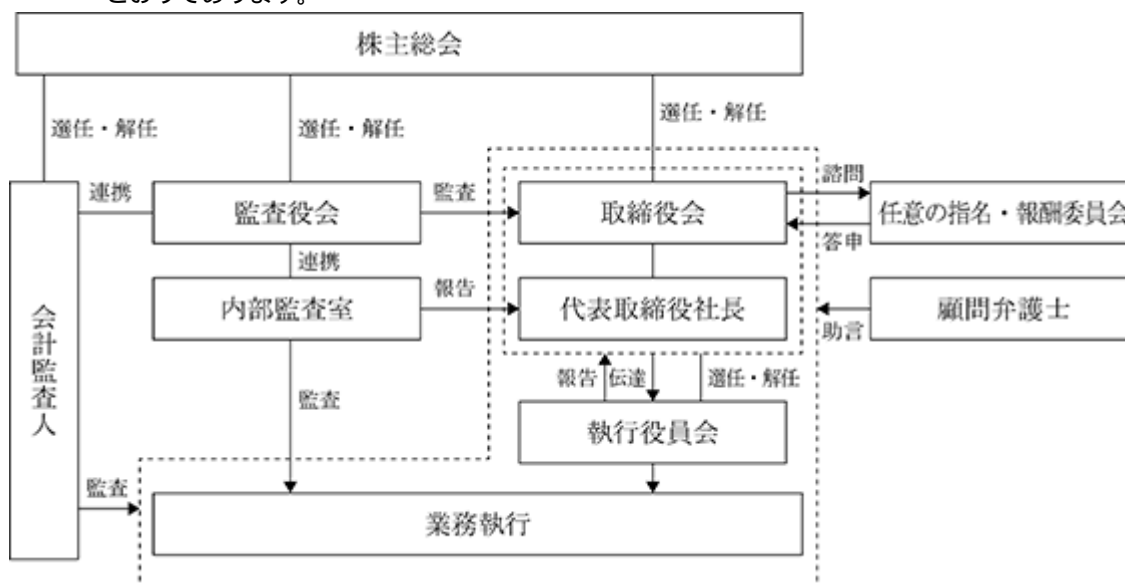 とおりであります。
株主総会
選任・解任
選任・解任
選任・解任
連携
監査役会
監査
取締役会
諮問
任意の指名・報酬委員会
答申
連携
内部監査室
報告
代表取締役社長
顧問弁護士
助言
会計監査人
監査
報告
伝達
選任・解任
執行役員会
監査
業務執行